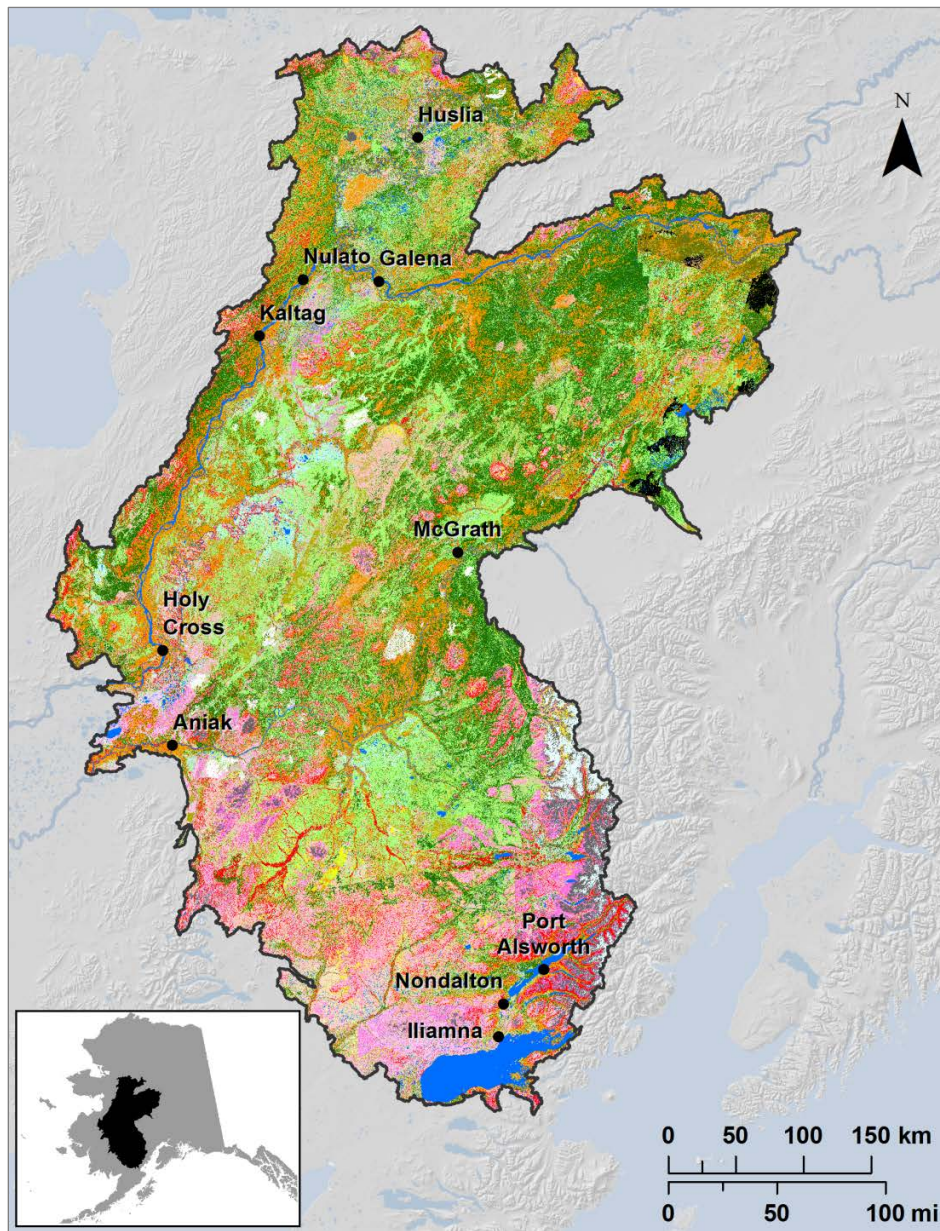 N
Huslia
Nulato Galena
Kaltag
McGrath
Holy
Cross
Aniak
Port
Alsworth
Nondalton
Iliamna
0 50 100 150 km
0 50 100 mi